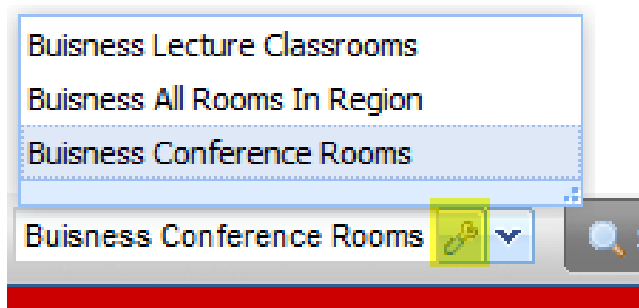 Buisness Lecture Classrooms
Buisness All Rooms In Region
Buisness Conference Rooms
Buisness Conference Rooms